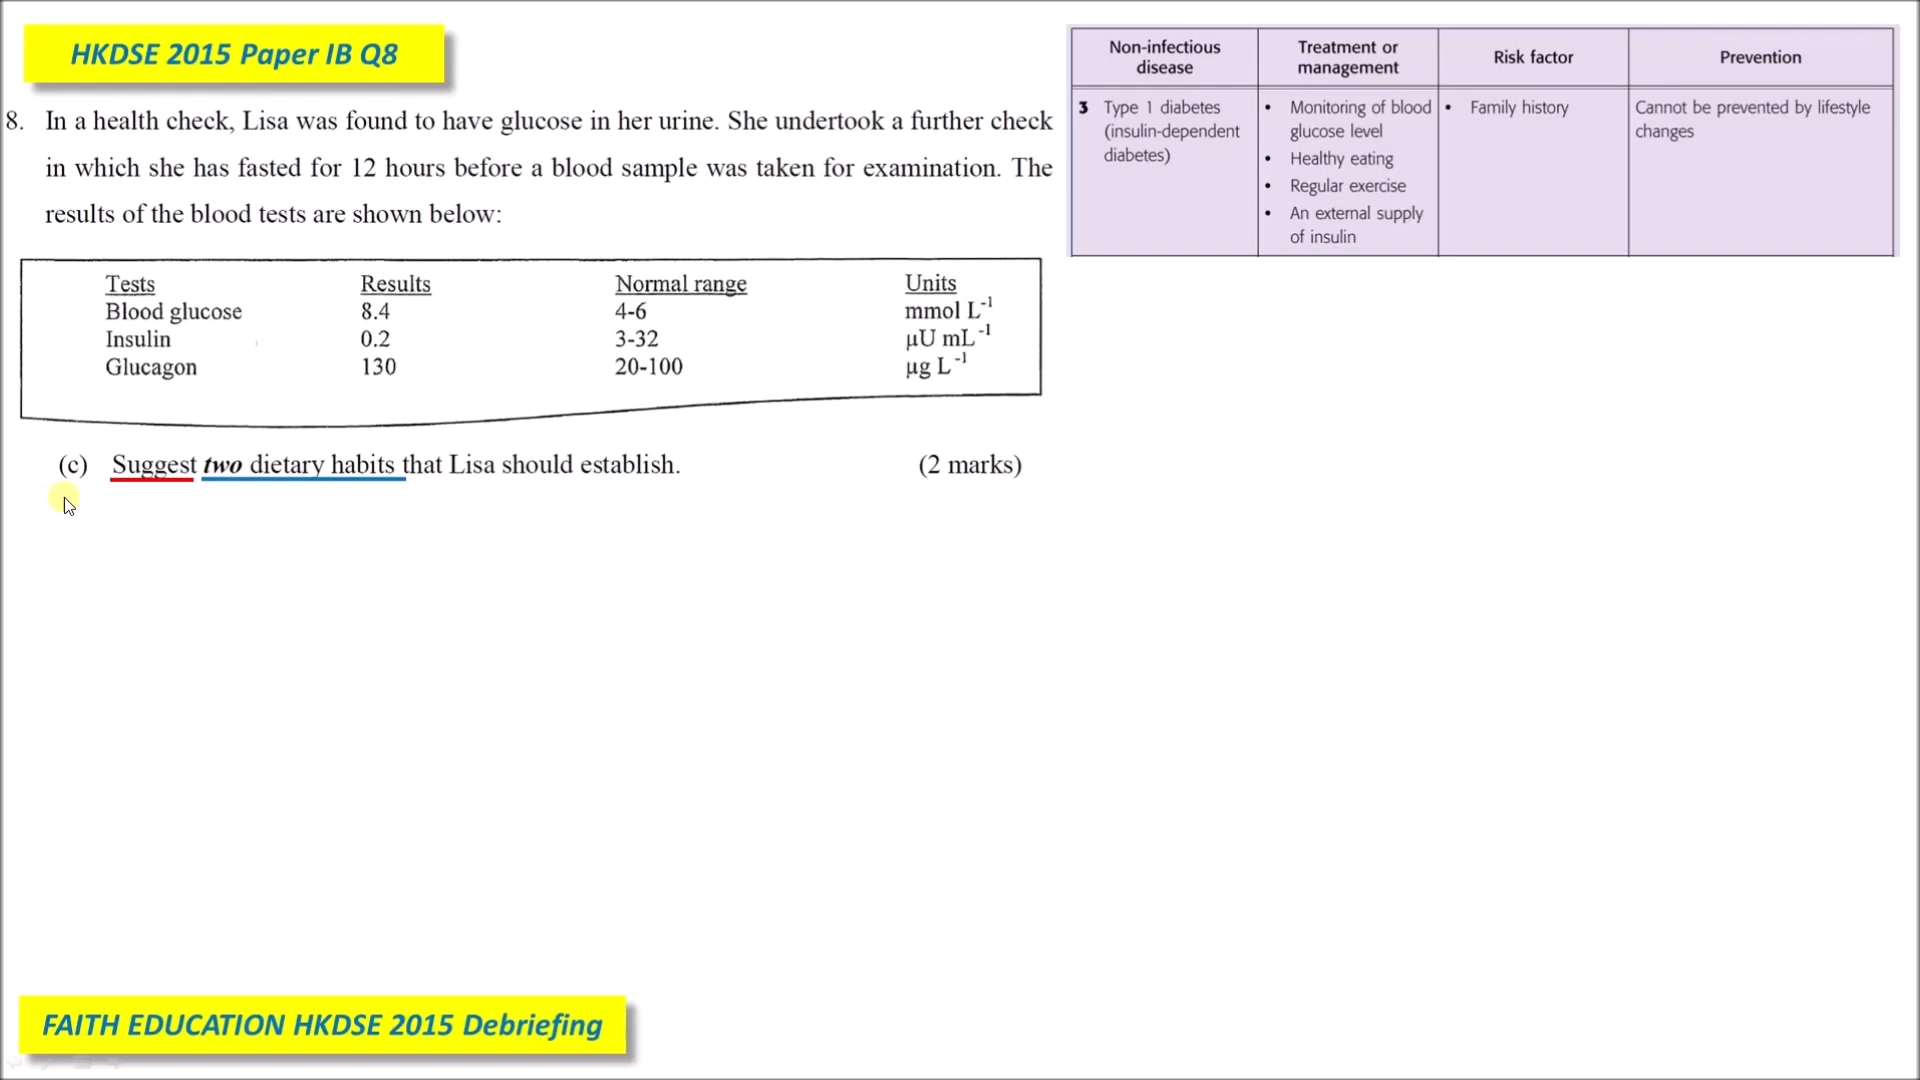 HKDSE 2015 Paper IB Q8
8. In a health check, Lisa was found to have glucose in her urine. She undertook a further check
in which she has fasted for 12 hours before a blood sample was taken for examination. The
results of the blood tests are shown below:
Tests Results Normal range Units
Blood glucose 8.4 4-6 mmol L⁻¹
Insulin 0.2 3-32 μU mL⁻¹
Glucagon 130 20-100 μg L⁻¹
(c) Suggest two dietary habits that Lisa should establish. (2 marks)
Non-infectious
disease
Treatment or
management
Risk factor
Prevention
3 Type 1 diabetes
(insulin-dependent
diabetes)
• Monitoring of blood
glucose level
• Healthy eating
• Regular exercise
• An external supply
of insulin
• Family history
Cannot be prevented by lifestyle
changes
FAITH EDUCATION HKDSE 2015 Debriefing